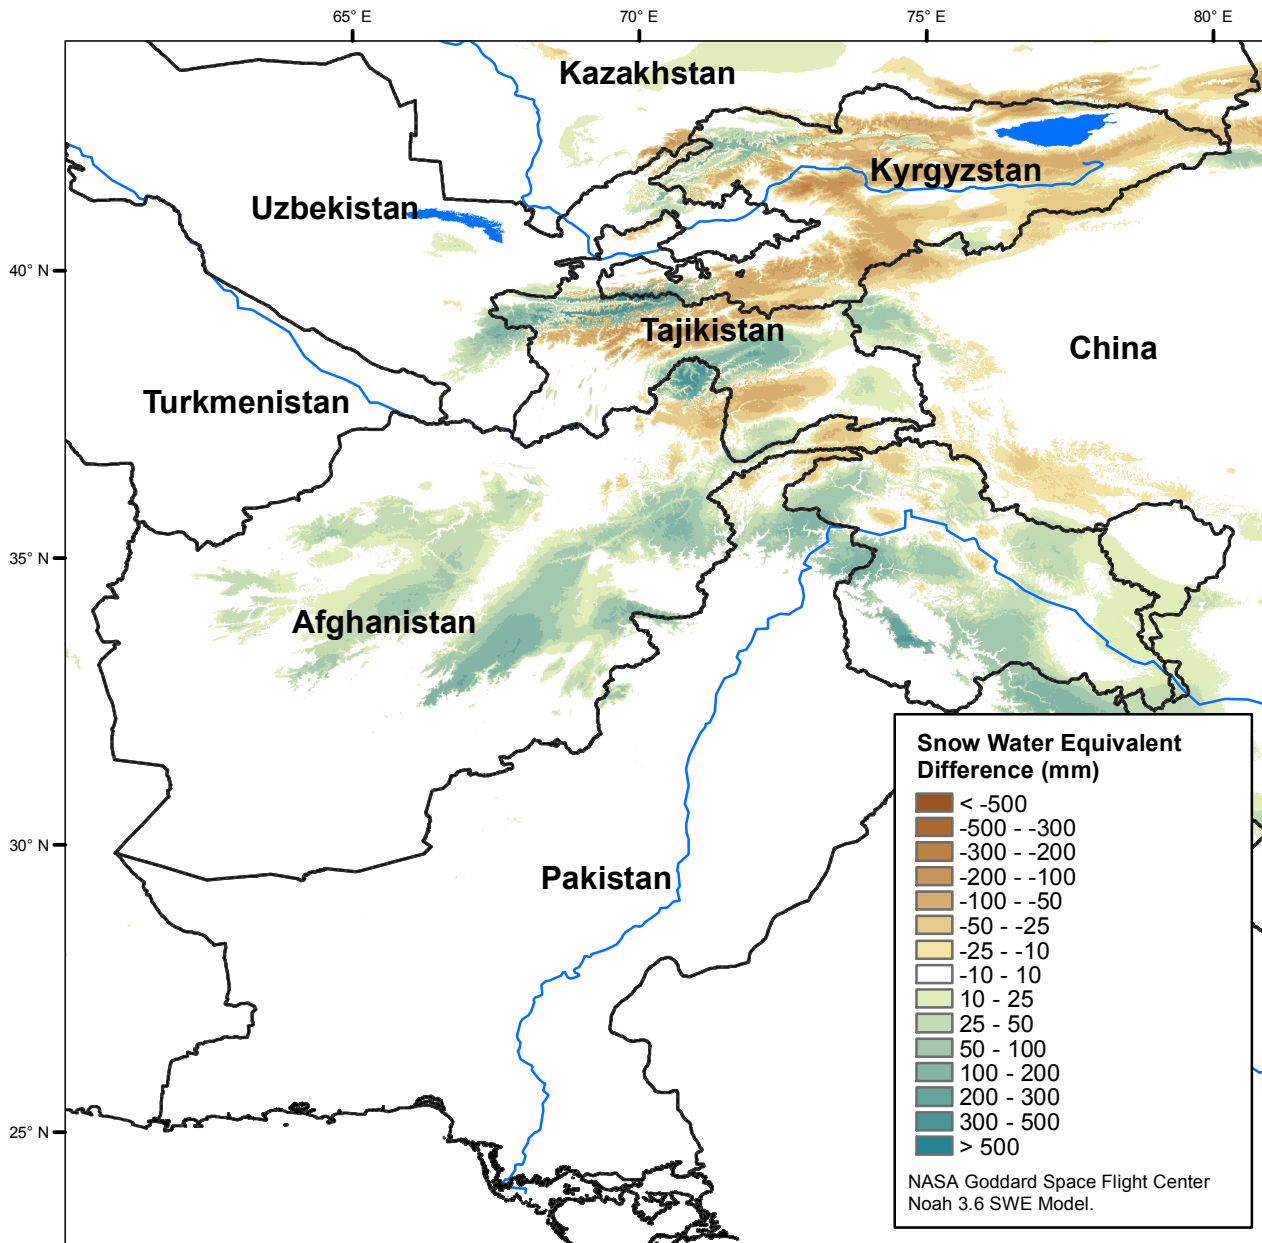 65° E
70° E
75° E
80° E
Kazakhstan
Kyrgyzstan
Uzbekistan
40° N
Tajikistan
China
Turkmenistan
35° N
Afghanistan
Snow Water Equivalent
Difference (mm)
< -500
-500 - -300
-300 - -200
-200 - -100
-100 - -50
-50 - -25
-25 - -10
-10 - 10
10 - 25
25 - 50
50 - 100
100 - 200
200 - 300
300 - 500
> 500
NASA Goddard Space Flight Center
Noah 3.6 SWE Model.
30° N
Pakistan
25° N